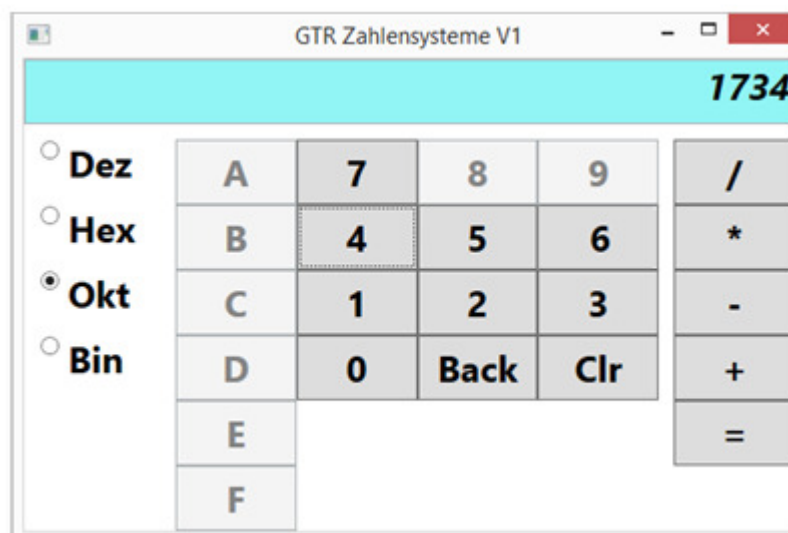 GTR Zahlensysteme V1
1734
Dez A 7 8 9 /
Hex B 4 5 6 *
Okt C 1 2 3 -
Bin D 0 Back Clr +
E =
F